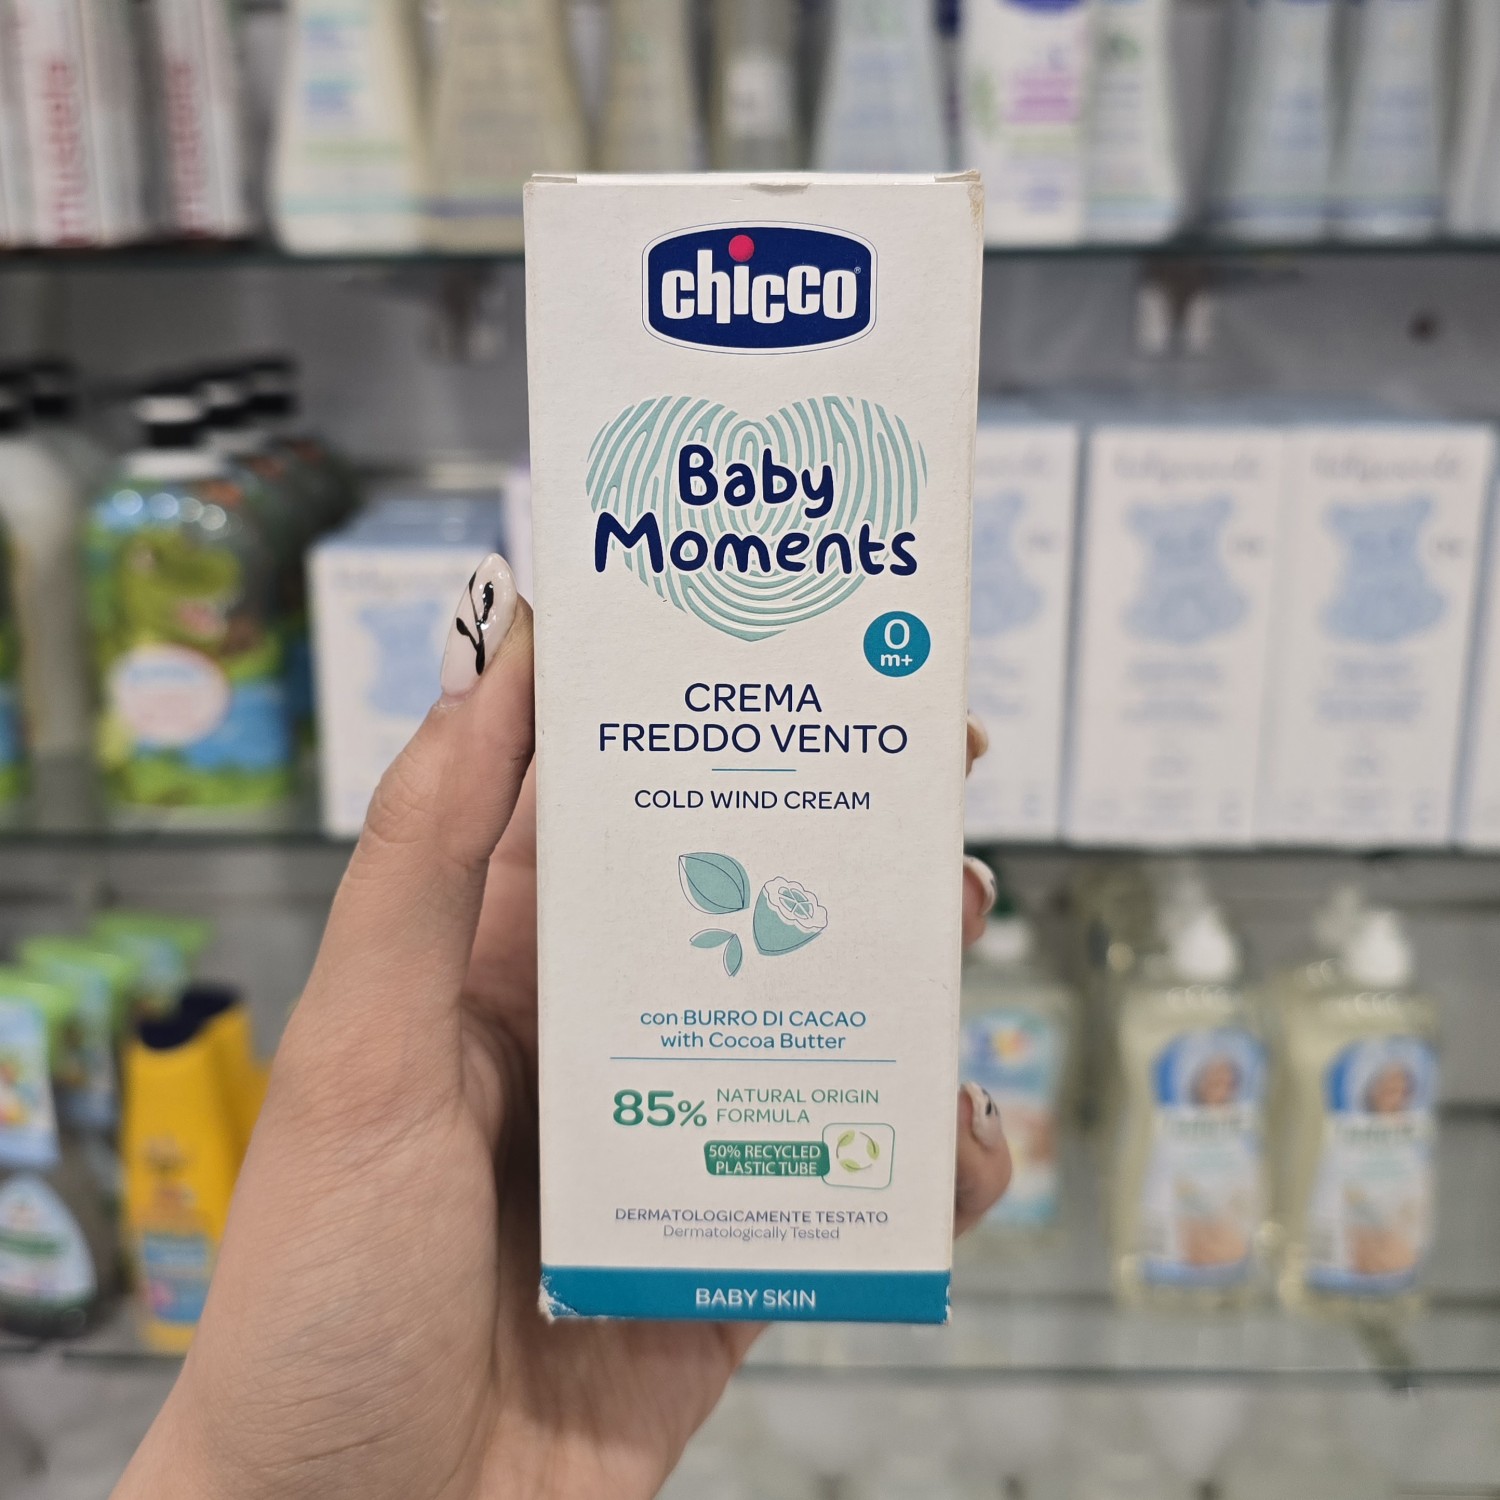 chicco®
Baby
Moments
0
m+
CREMA
FREDDO VENTO
COLD WIND CREAM
con BURRO DI CACAO
with Cocoa Butter
85% NATURAL ORIGIN
FORMULA
50% RECYCLED
PLASTIC TUBE
DERMATOLOGICAMENTE TESTATO
Dermatologically Tested
BABY SKIN